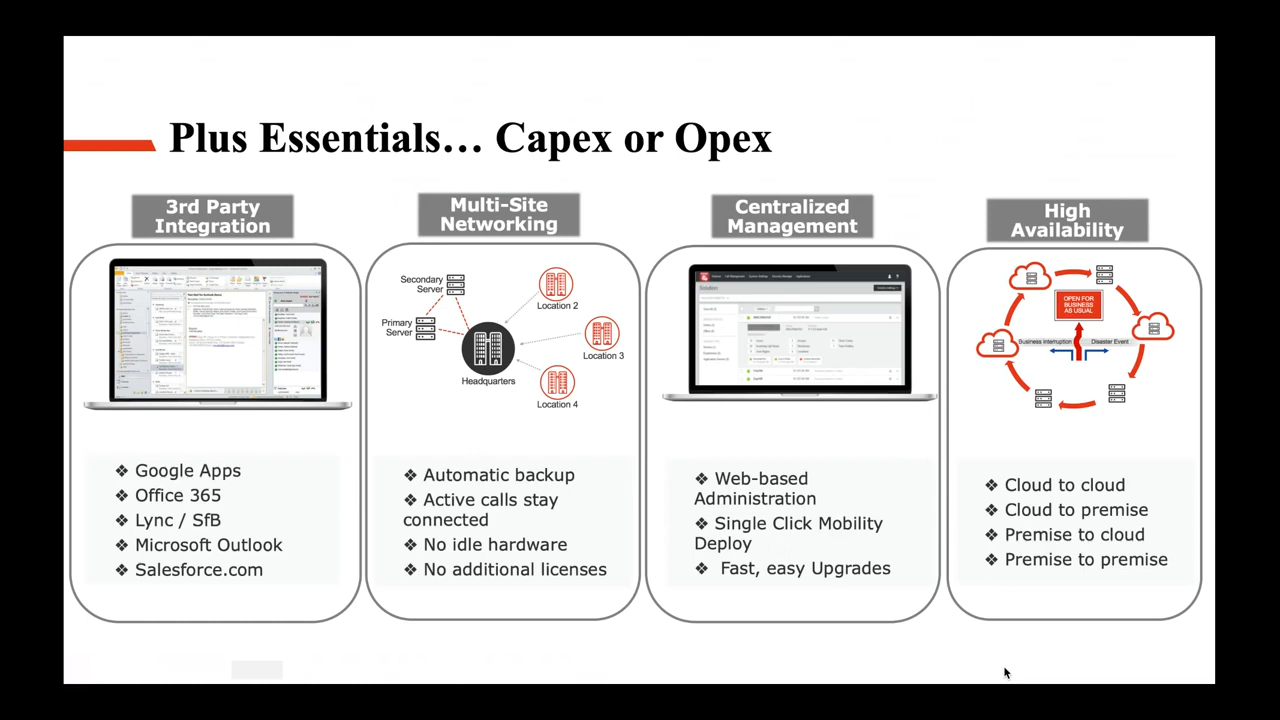 Plus Essentials… Capex or Opex
3rd Party
Integration
Multi-Site
Networking
Centralized
Management
High
Availability
Secondary
Server
Primary
Server
Headquarters
Location 2
Location 3
Location 4
OPEN FOR
BUSINESS
AS USUAL
Business Interruption
Disaster Event
❖ Google Apps
❖ Office 365
❖ Lync / SfB
❖ Microsoft Outlook
❖ Salesforce.com
❖ Automatic backup
❖ Active calls stay
connected
❖ No idle hardware
❖ No additional licenses
❖ Web-based
Administration
❖ Single Click Mobility
Deploy
❖ Fast, easy Upgrades
❖ Cloud to cloud
❖ Cloud to premise
❖ Premise to cloud
❖ Premise to premise